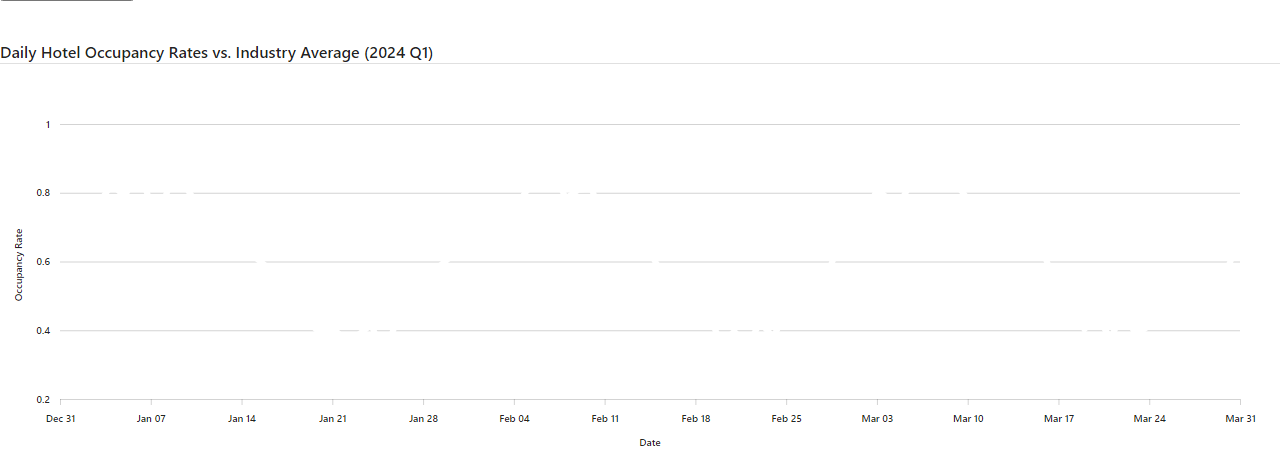 Daily Hotel Occupancy Rates vs. Industry Average (2024 Q1)
1
0.8
0.6
0.4
0.2
Occupancy Rate
Dec 31 Jan 07 Jan 14 Jan 21 Jan 28 Feb 04 Feb 11 Feb 18 Feb 25 Mar 03 Mar 10 Mar 17 Mar 24 Mar 31
Date